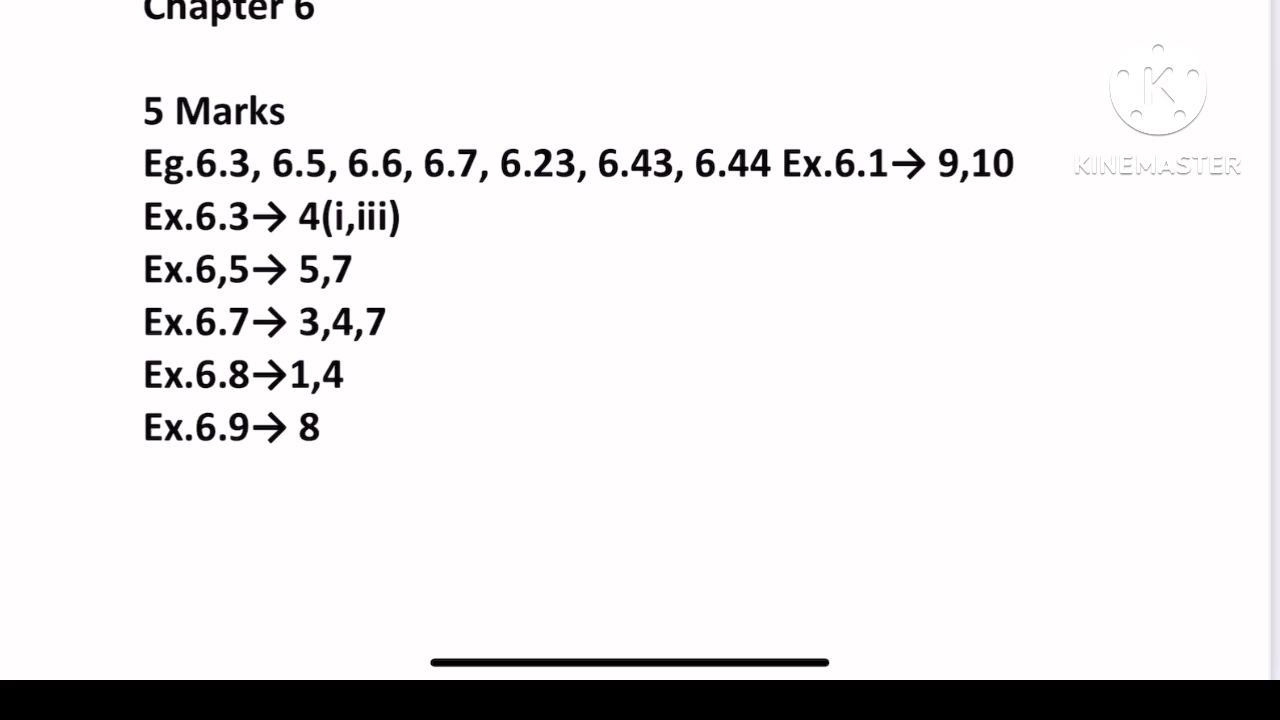 Chapter 6
5 Marks
Eg.6.3, 6.5, 6.6, 6.7, 6.23, 6.43, 6.44 Ex.6.1→ 9,10
Ex.6.3→ 4(i,iii)
Ex.6,5→ 5,7
Ex.6.7→ 3,4,7
Ex.6.8→1,4
Ex.6.9→ 8
K
KINEMASTER